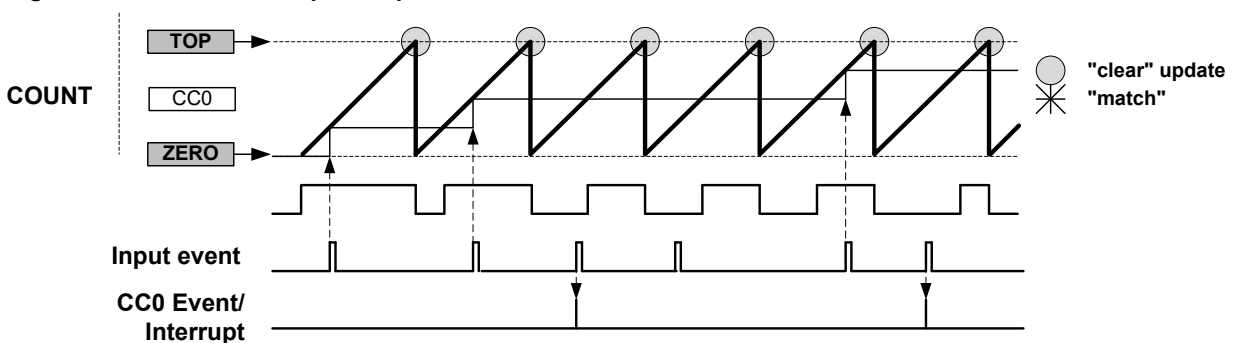 TOP
COUNT
CC0
ZERO
"clear" update
"match"
Input event
CC0 Event/
Interrupt